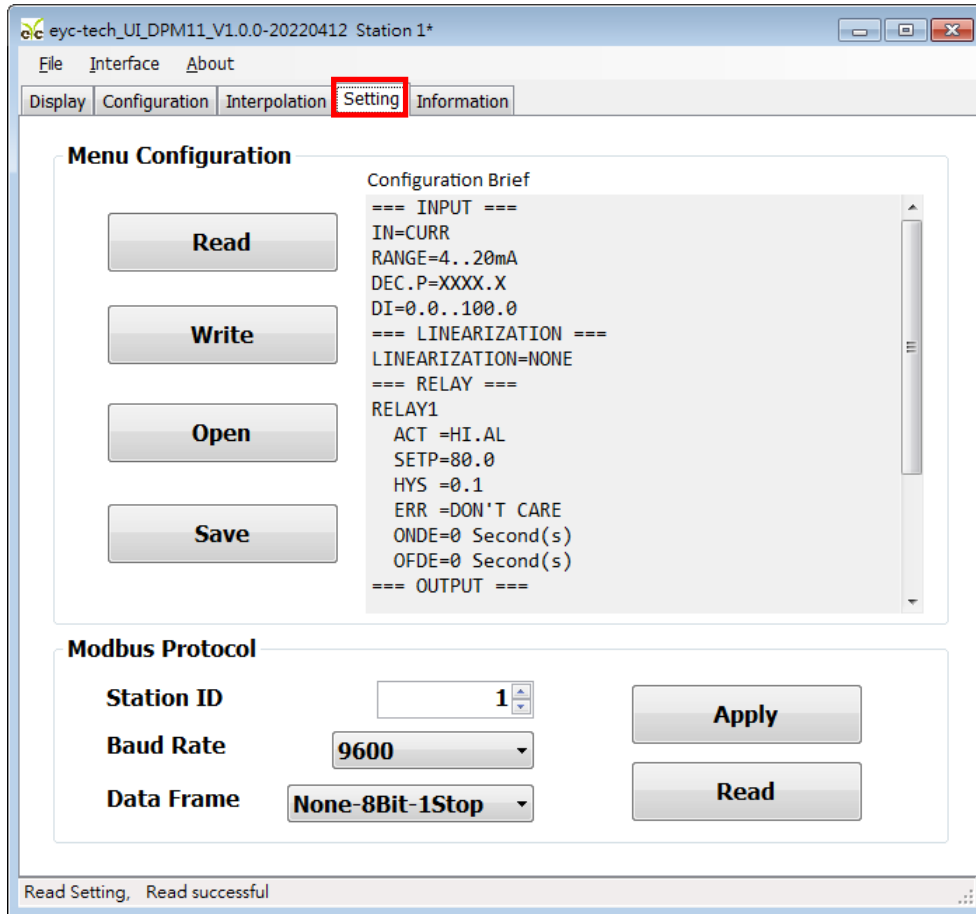 eyc eyc-tech_UI_DPM11_V1.0.0-20220412 Station 1*
File Interface About
Display Configuration Interpolation Setting Information
Menu Configuration
Configuration Brief
Read
Write
Open
Save
=== INPUT ===
IN=CURR
RANGE=4..20mA
DEC.P=XXXX.X
DI=0.0..100.0
=== LINEARIZATION ===
LINEARIZATION=NONE
=== RELAY ===
RELAY1
ACT =HI.AL
SETP=80.0
HYS =0.1
ERR =DON'T CARE
ONDE=0 Second(s)
OFDE=0 Second(s)
=== OUTPUT ===
Modbus Protocol
Station ID 1
Baud Rate 9600
Data Frame None-8Bit-1Stop
Apply
Read
Read Setting, Read successful